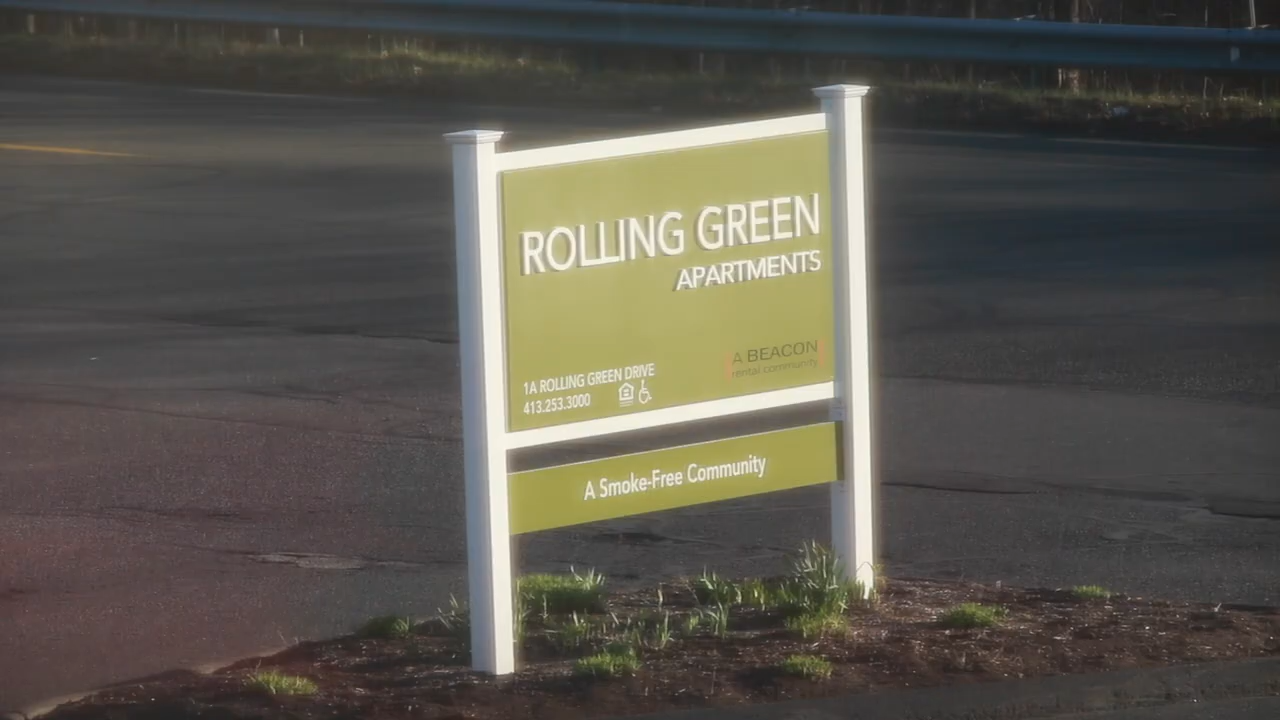 ROLLING GREEN
APARTMENTS
A BEACON
rental community
1A ROLLING GREEN DRIVE
413.253.3000
A Smoke-Free Community